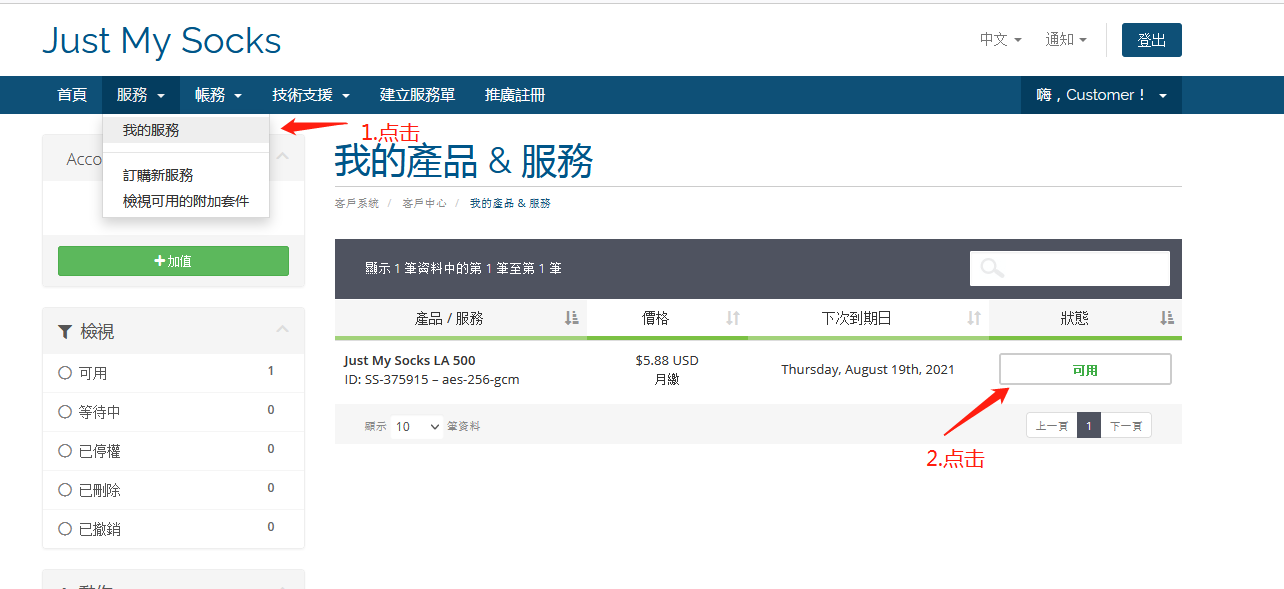 Just My Socks
中文
通知
登出
首頁
服務
帳務
技術支援
建立服務單
推廣註冊
嗨，Customer！
我的服務
訂購新服務
檢視可用的附加套件
1.点击
Acco
加值
我的產品 & 服務
客戶系統 / 客戶中心 / 我的產品 & 服務
顯示 1 筆資料中的第 1 筆至第 1 筆
產品 / 服務
價格
下次到期日
狀態
Just My Socks LA 500
ID: SS-375915 – aes-256-gcm
$5.88 USD
月繳
Thursday, August 19th, 2021
可用
顯示 10 筆資料
上一頁 1 下一頁
2.点击
檢視
可用 1
等待中 0
已停權 0
已刪除 0
已撤銷 0